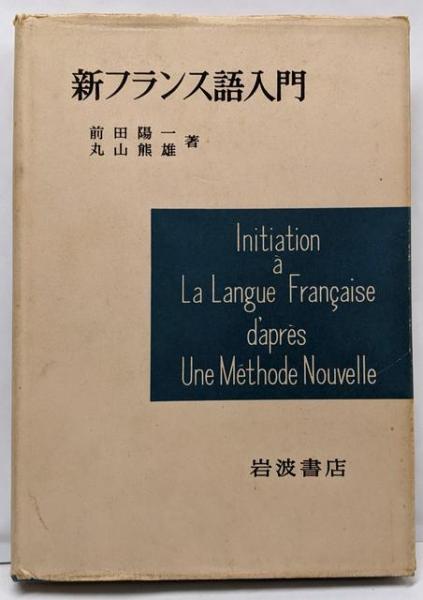 新フランス語入門
前田陽一
丸山熊雄 著
Initiation
à
La Langue Française
d'après
Une Méthode Nouvelle
岩波書店